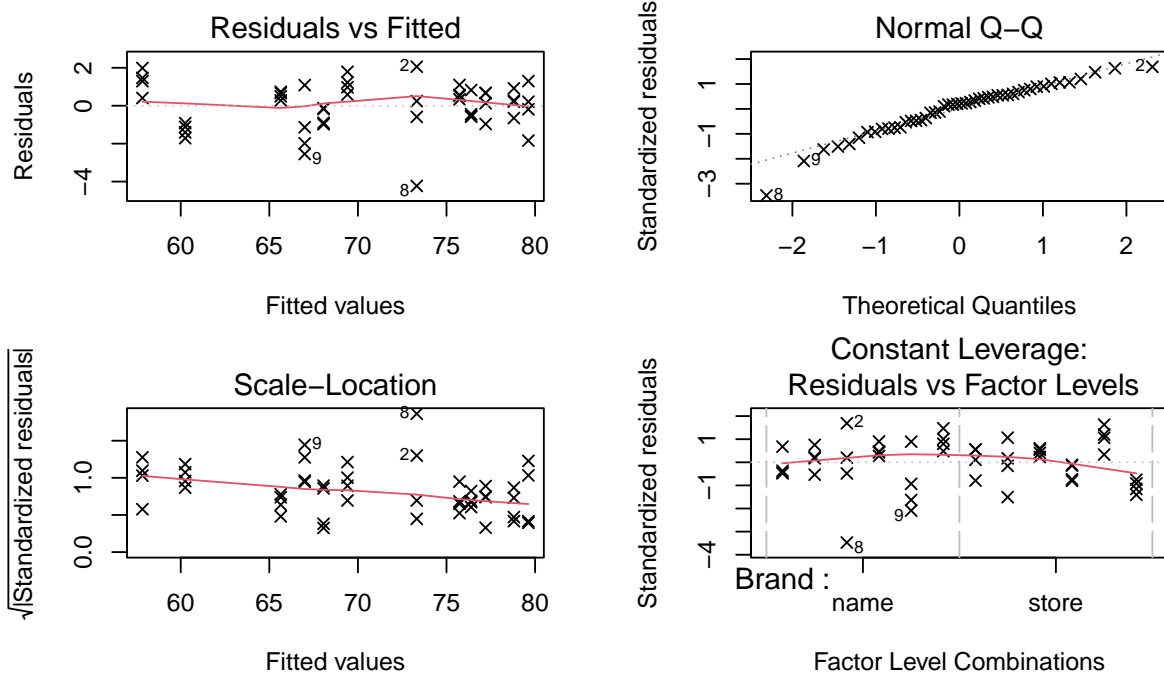 Residuals vs Fitted
Residuals
2
0
−4
2
9
8
60 65 70 75 80
Fitted values
Normal Q−Q
Standardized residuals
1
−1
−3
2
9
8
−2 −1 0 1 2
Theoretical Quantiles
Scale−Location
√|Standardized residuals|
1.0
0.0
8
9
2
60 65 70 75 80
Fitted values
Constant Leverage:
Residuals vs Factor Levels
Standardized residuals
1
−1
−4
2
9
8
Brand :
name store
Factor Level Combinations